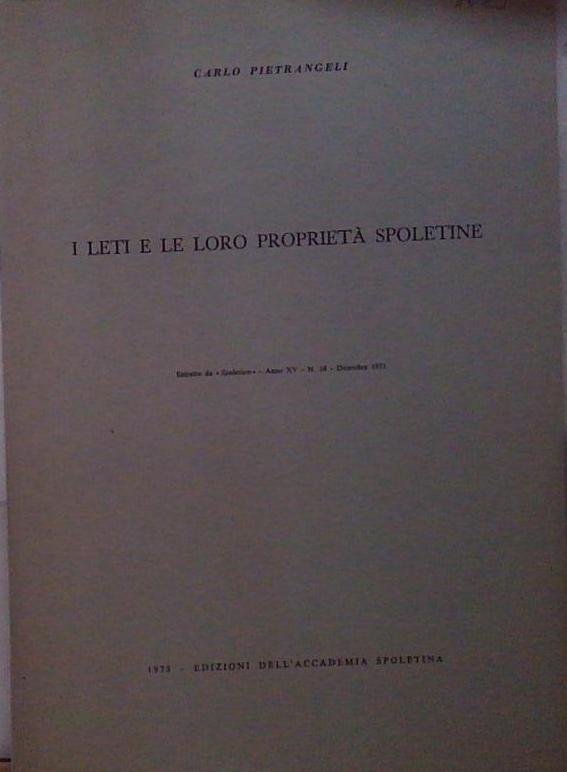 CARLO PIETRANGELI
I LETI E LE LORO PROPRIETÀ SPOLETINE
Estratto da «Spoletium» - Anno XV - N. 18 - Dicembre 1973
1973 - EDIZIONI DELL'ACCADEMIA SPOLETINA